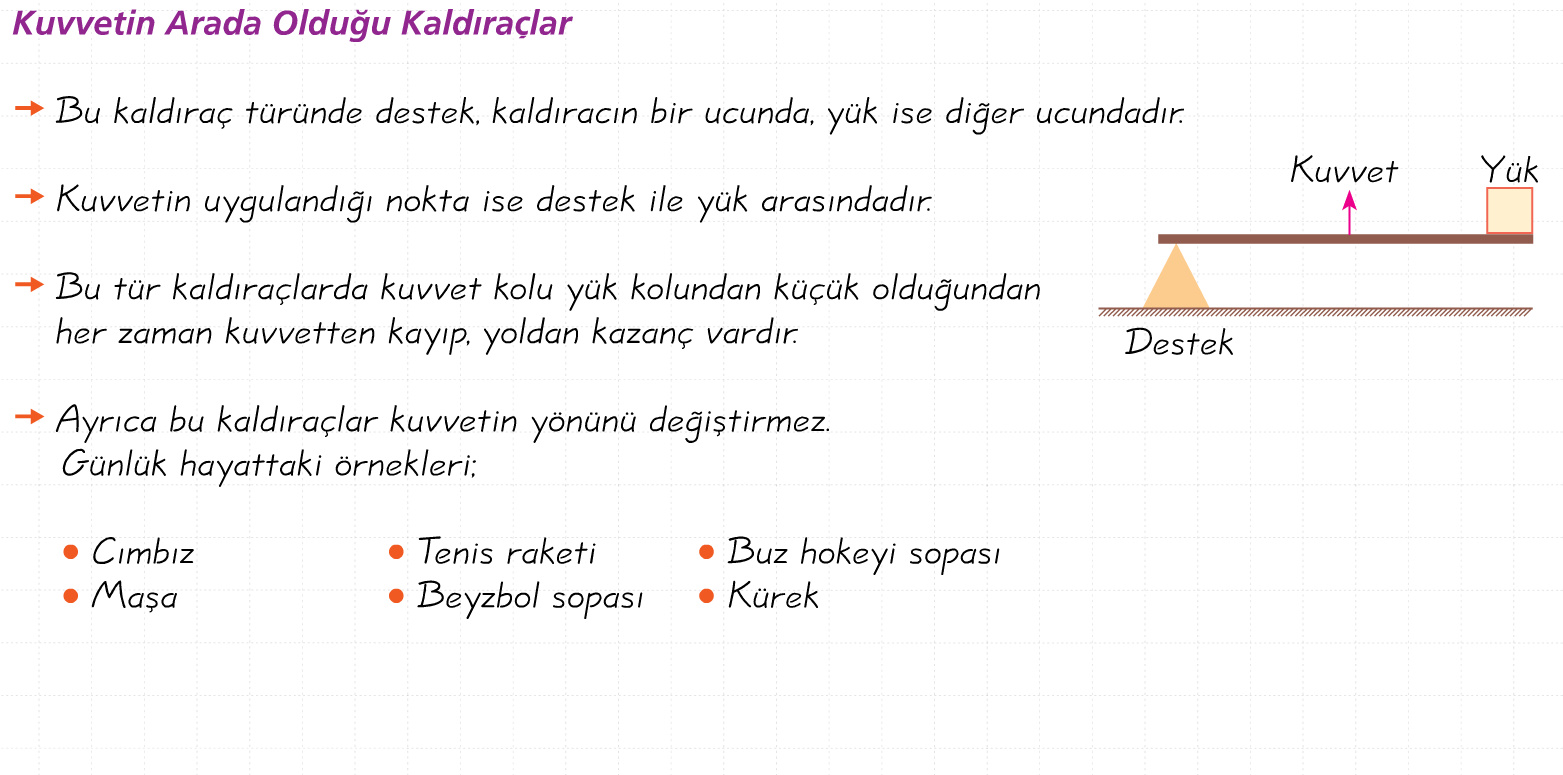 Kuvvetin Arada Olduğu Kaldıraçlar
→ Bu kaldıraç türünde destek, kaldıracın bir ucunda, yük ise diğer ucundadır.
→ Kuvvetin uygulandığı nokta ise destek ile yük arasındadır.
→ Bu tür kaldıraçlarda kuvvet kolu yük kolundan küçük olduğundan
her zaman kuvvetten kayıp, yoldan kazanç vardır.
→ Ayrıca bu kaldıraçlar kuvvetin yönünü değiştirmez.
Günlük hayattaki örnekleri;
• Cımbız • Tenis raketi • Buz hokeyi sopası
• Maşa • Beyzbol sopası • Kürek
Kuvvet Yük
Destek